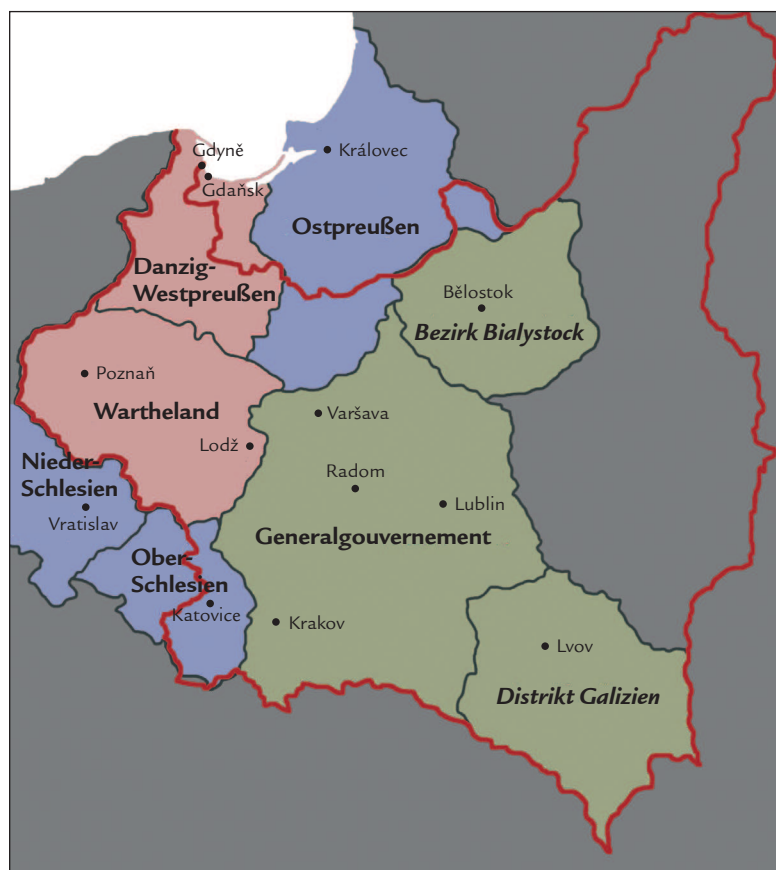 Gdyně
Královec
Gdaňsk
Ostpreußen
Danzig-
Westpreußen
Bělostok
Bezirk Bialystock
Poznaň
Wartheland
Varšava
Lodž
Nieder-
Schlesien
Radom
Vratislav
Lublin
Generalgouvernement
Ober-
Schlesien
Katovice
Krakov
Lvov
Distrikt Galizien